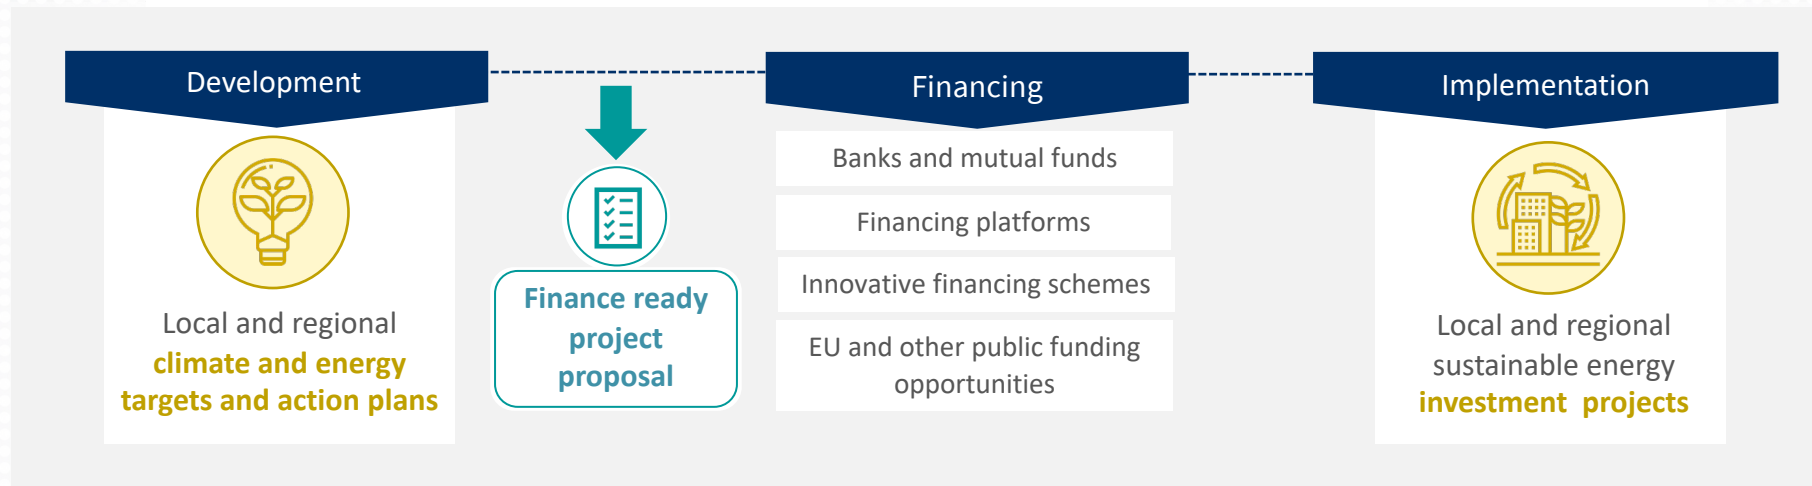 Development
Local and regional
climate and energy
targets and action plans
Finance ready
project
proposal
Financing
Banks and mutual funds
Financing platforms
Innovative financing schemes
EU and other public funding
opportunities
Implementation
Local and regional
sustainable energy
investment projects